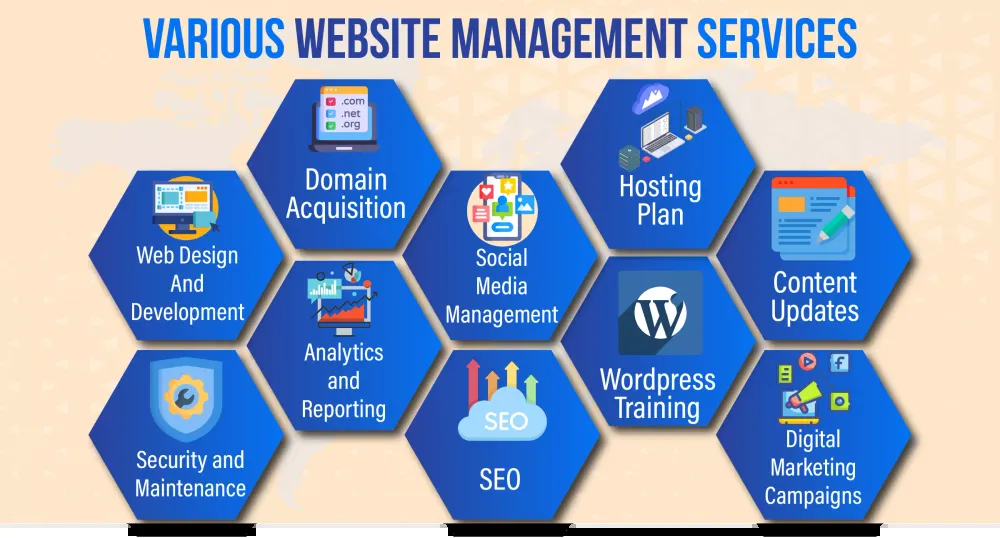 VARIOUS WEBSITE MANAGEMENT SERVICES
.com
.net
.org
Domain
Acquisition
Hosting
Plan
Web Design
And
Development
Social
Media
Management
Content
Updates
Analytics
and
Reporting
W
Wordpress
Training
Security and
Maintenance
SEO
SEO
f
Digital
Marketing
Campaigns